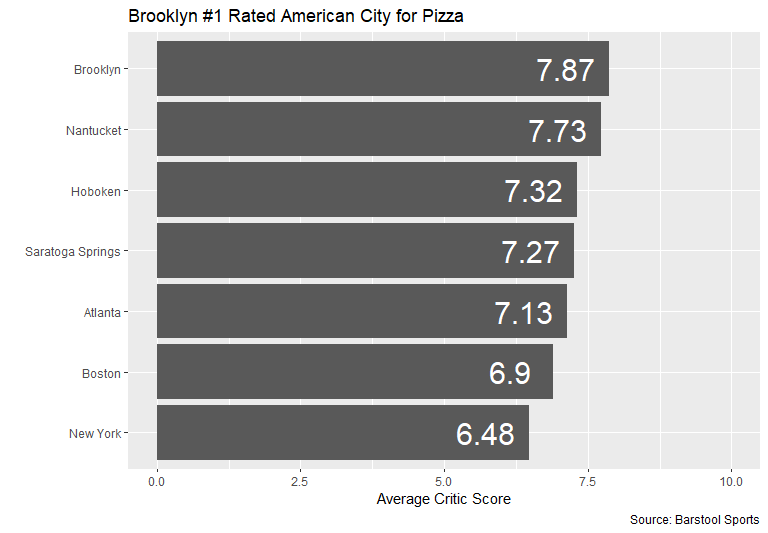 Brooklyn #1 Rated American City for Pizza
Brooklyn
7.87
Nantucket
7.73
Hoboken
7.32
Saratoga Springs
7.27
Atlanta
7.13
Boston
6.9
New York
6.48
0.0
2.5
5.0
7.5
10.0
Average Critic Score
Source: Barstool Sports